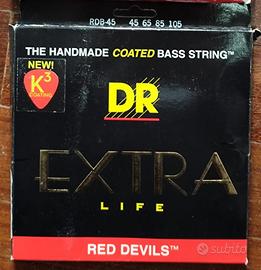 RDB-45 45 65 85 105
THE HANDMADE COATED BASS STRING™
NEW!
K3
COATING
DR
EXTRA
LIFE
RED DEVILS™
subito